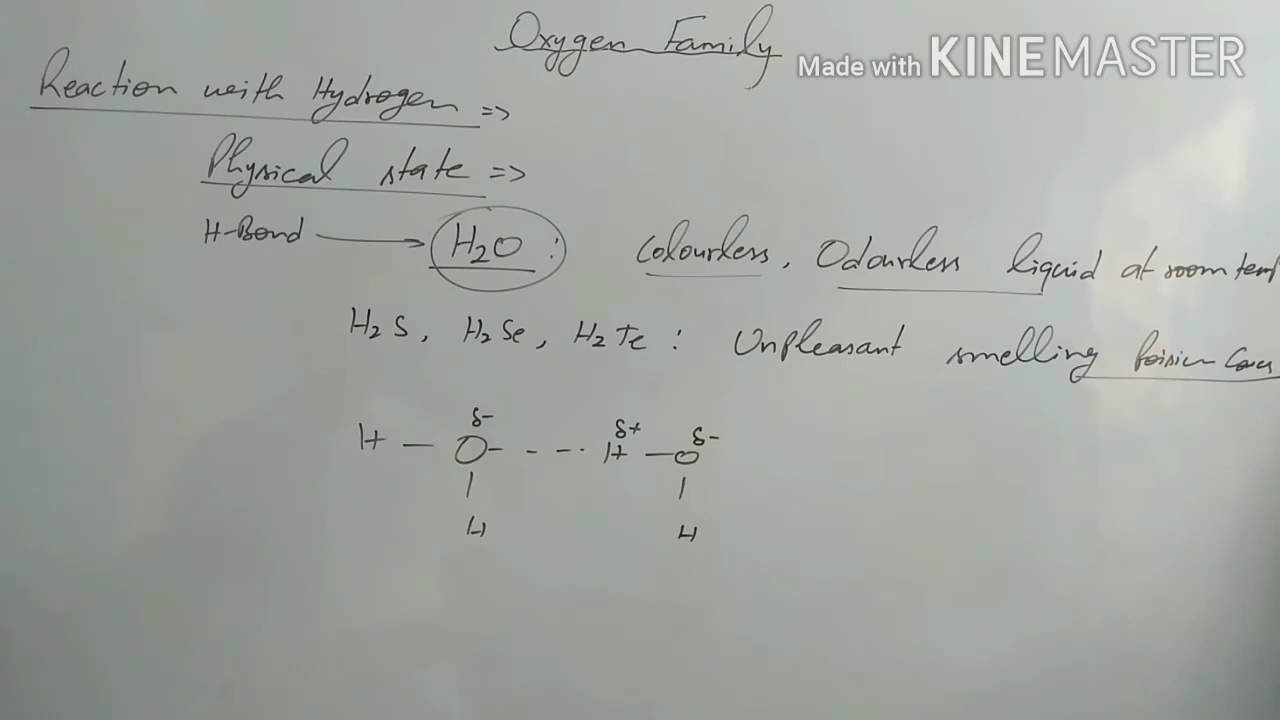 Oxygen Family
Made with KINEMASTER
Reaction with Hydrogen =>
Physical state =>
H-Bond → H2O : Colourless, Odourless liquid at room temp
H2S, H2Se, H2Te : Unpleasant smelling
δ- δ+ δ-
H — O - - - - H — O
| |
H H